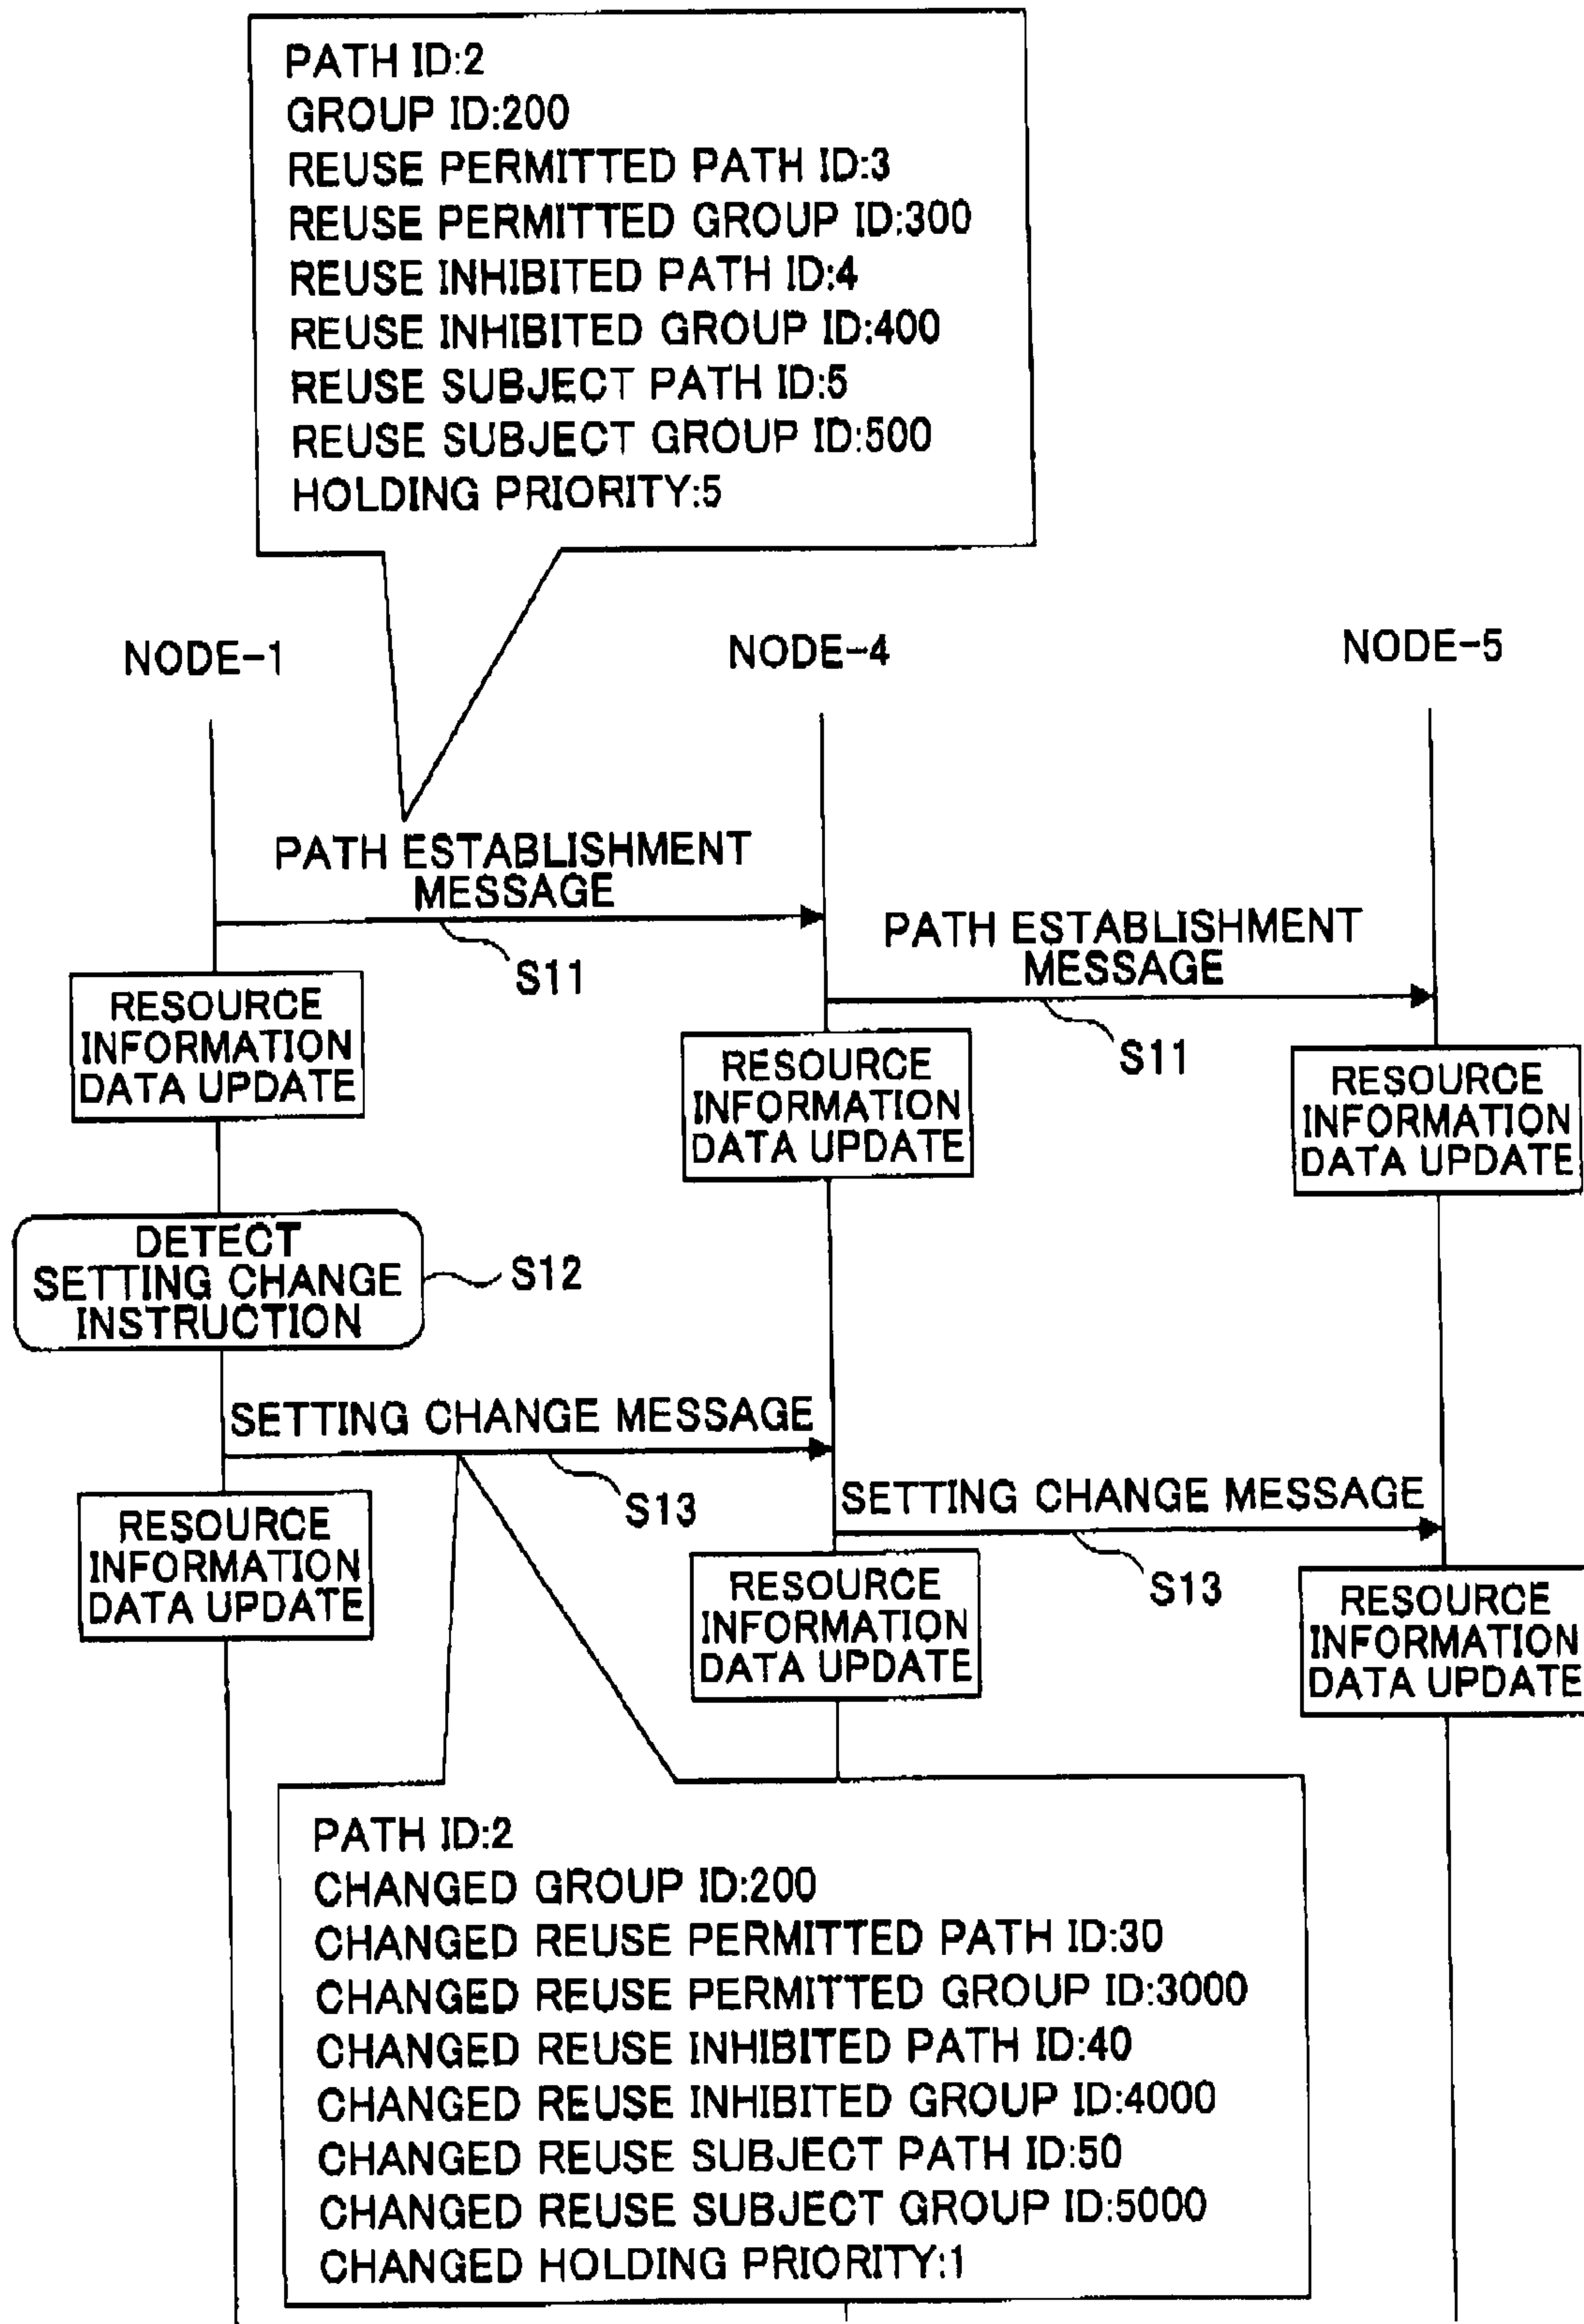 PATH ID:2
GROUP ID:200
REUSE PERMITTED PATH ID:3
REUSE PERMITTED GROUP ID:300
REUSE INHIBITED PATH ID:4
REUSE INHIBITED GROUP ID:400
REUSE SUBJECT PATH ID:5
REUSE SUBJECT GROUP ID:500
HOLDING PRIORITY:5
NODE-1
NODE-4
NODE-5
PATH ESTABLISHMENT
MESSAGE
S11
PATH ESTABLISHMENT
MESSAGE
S11
RESOURCE
INFORMATION
DATA UPDATE
RESOURCE
INFORMATION
DATA UPDATE
RESOURCE
INFORMATION
DATA UPDATE
DETECT
SETTING CHANGE
INSTRUCTION
S12
SETTING CHANGE MESSAGE
S13
SETTING CHANGE MESSAGE
S13
RESOURCE
INFORMATION
DATA UPDATE
RESOURCE
INFORMATION
DATA UPDATE
RESOURCE
INFORMATION
DATA UPDATE
PATH ID:2
CHANGED GROUP ID:200
CHANGED REUSE PERMITTED PATH ID:30
CHANGED REUSE PERMITTED GROUP ID:3000
CHANGED REUSE INHIBITED PATH ID:40
CHANGED REUSE INHIBITED GROUP ID:4000
CHANGED REUSE SUBJECT PATH ID:50
CHANGED REUSE SUBJECT GROUP ID:5000
CHANGED HOLDING PRIORITY:1